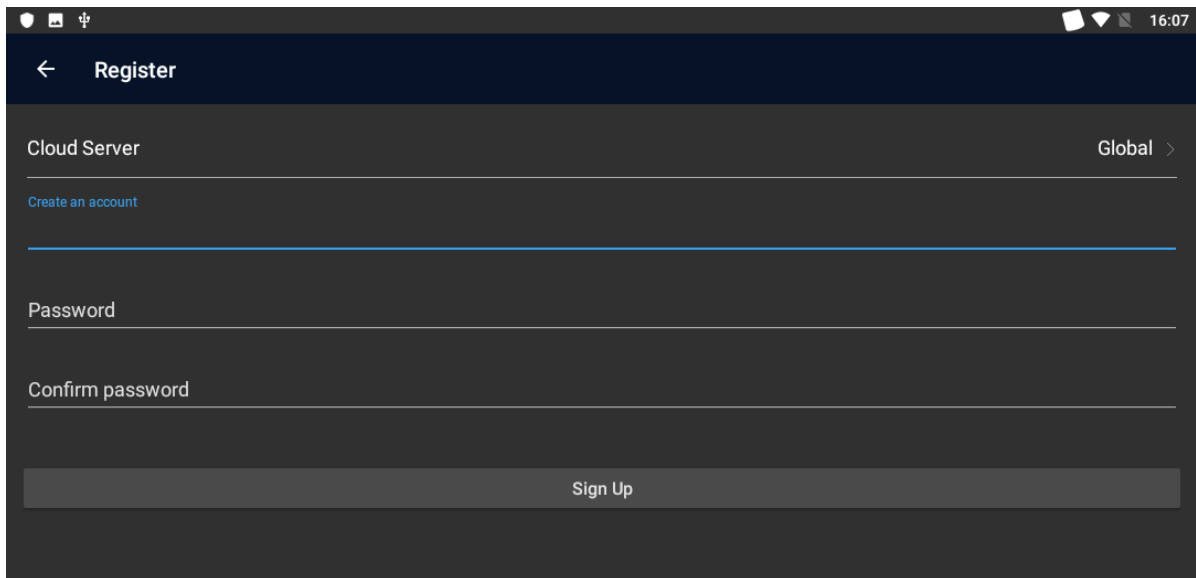 16:07
Register
Cloud Server Global
Create an account
Password
Confirm password
Sign Up